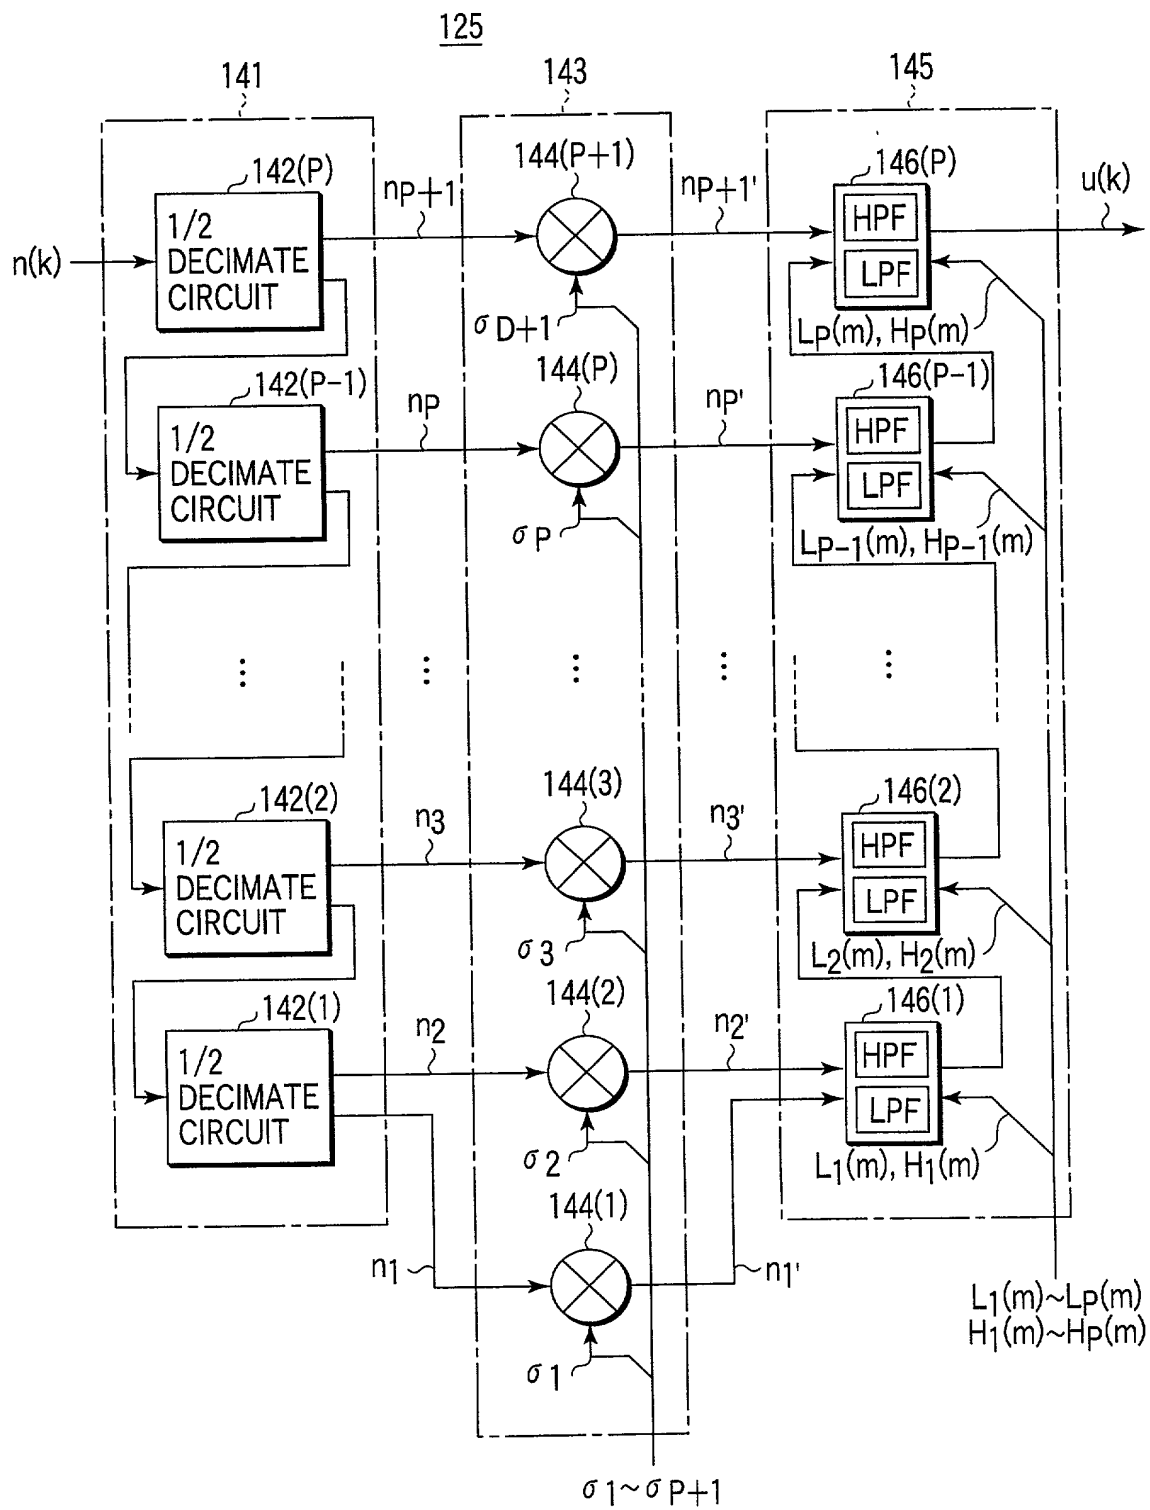 125
141
143
145
142(P)
144(P+1)
146(P)
nP+1
nP+1'
u(k)
n(k)
1/2
DECIMATE
CIRCUIT
HPF
LPF
σD+1
LP(m), HP(m)
142(P-1)
144(P)
146(P-1)
nP
nP'
1/2
DECIMATE
CIRCUIT
HPF
LPF
σP
LP-1(m), HP-1(m)
142(2)
144(3)
146(2)
n3
n3'
1/2
DECIMATE
CIRCUIT
HPF
LPF
σ3
L2(m), H2(m)
142(1)
144(2)
146(1)
n2
n2'
1/2
DECIMATE
CIRCUIT
HPF
LPF
σ2
L1(m), H1(m)
144(1)
n1
n1'
L1(m)~LP(m)
H1(m)~HP(m)
σ1
σ1~σP+1